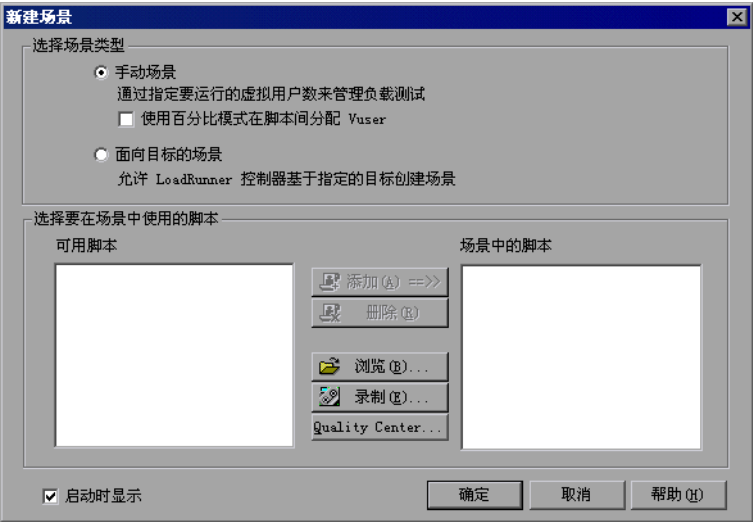 新建场景
选择场景类型
手动场景
通过指定要运行的虚拟用户数来管理负载测试
使用百分比模式在脚本间分配 Vuser
面向目标的场景
允许 LoadRunner 控制器基于指定的目标创建场景
选择要在场景中使用的脚本
可用脚本
场景中的脚本
添加(A) ==>>
删除(R)
浏览(B)...
录制(E)...
Quality Center...
启动时显示
确定
取消
帮助(H)